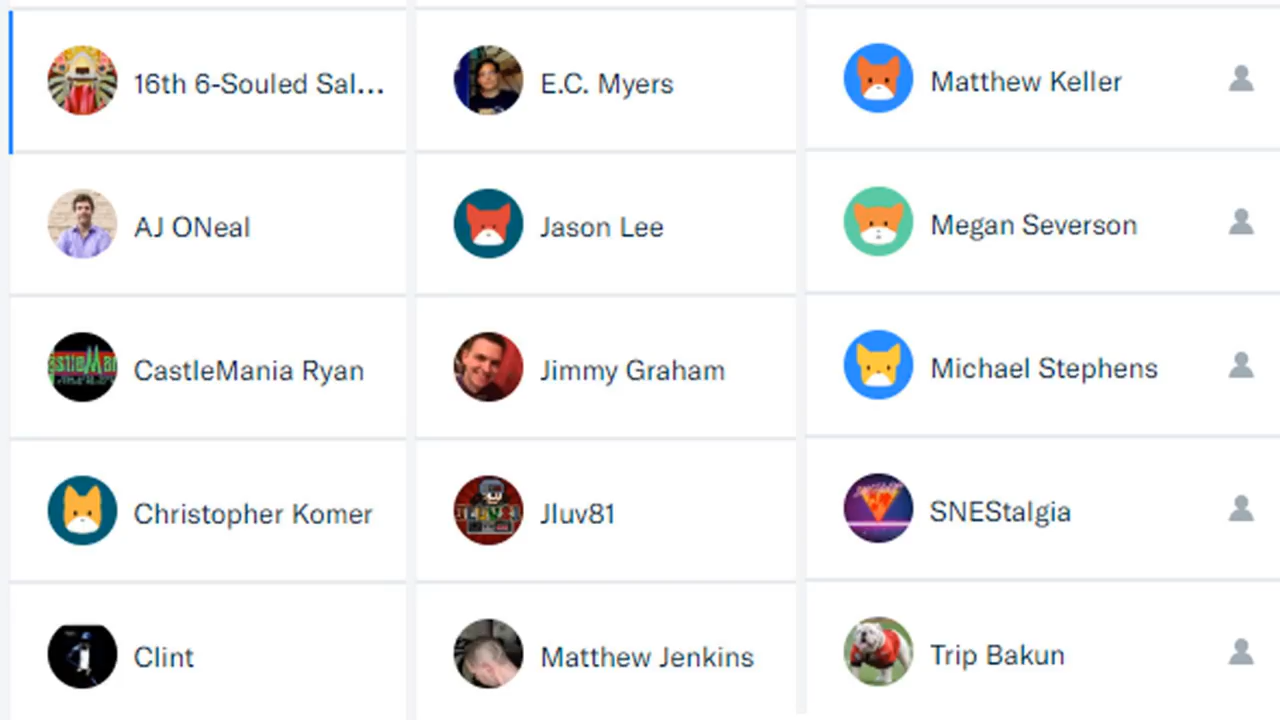 16th 6-Souled Sal...
AJ ONeal
CastleMania Ryan
Christopher Komer
Clint
E.C. Myers
Jason Lee
Jimmy Graham
Jluv81
Matthew Jenkins
Matthew Keller
Megan Severson
Michael Stephens
SNEStalgia
Trip Bakun